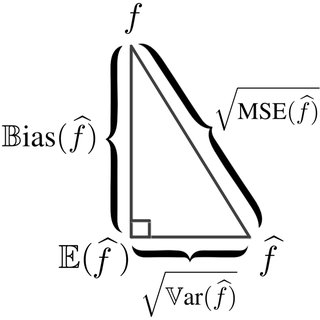 f
√MSE(f̂)
𝔹ias(f̂)
𝔼(f̂)
f̂
√𝕍ar(f̂)